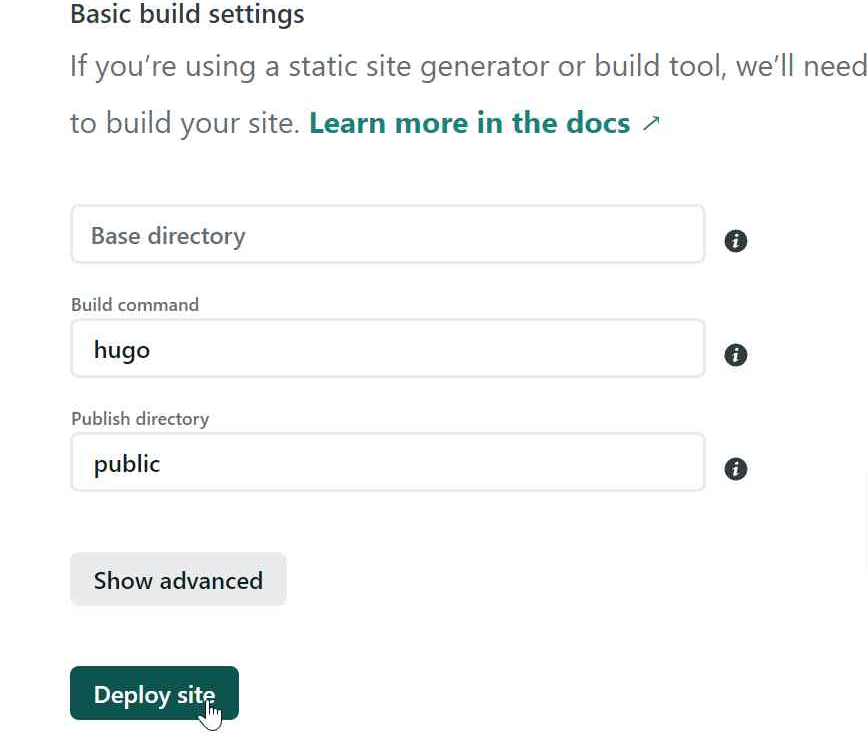 Basic build settings
If you’re using a static site generator or build tool, we’ll need
to build your site. Learn more in the docs ↗
Base directory
Build command
hugo
Publish directory
public
Show advanced
Deploy site